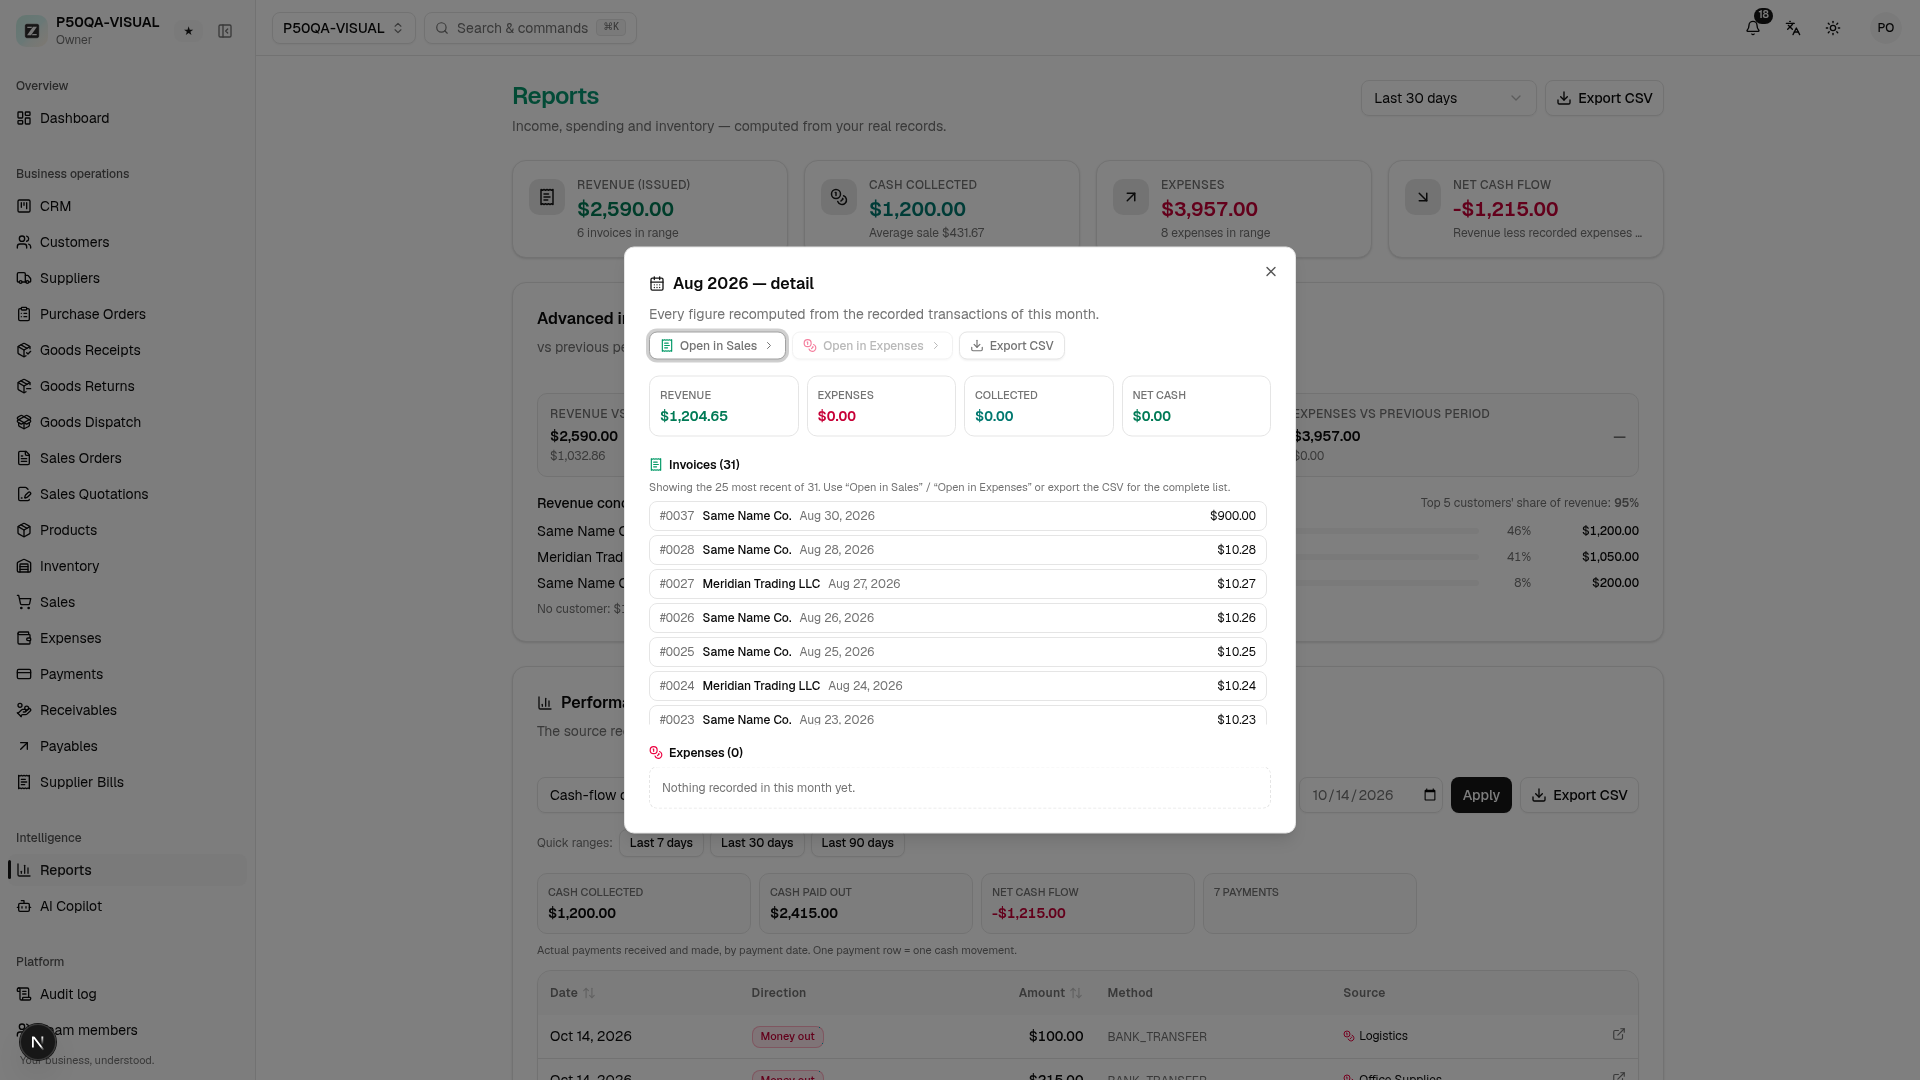 P50QA-VISUAL
Owner
P50QA-VISUAL
Search & commands
⌘K
18
PO
Overview
Dashboard
Business operations
CRM
Customers
Suppliers
Purchase Orders
Goods Receipts
Goods Returns
Goods Dispatch
Sales Orders
Sales Quotations
Products
Inventory
Sales
Expenses
Payments
Receivables
Payables
Supplier Bills
Intelligence
Reports
AI Copilot
Platform
Audit log
am members
business, understood.
N
Reports
Income, spending and inventory — computed from your real records.
Last 30 days
Export CSV
REVENUE (ISSUED)
$2,590.00
6 invoices in range
CASH COLLECTED
$1,200.00
Average sale $431.67
EXPENSES
$3,957.00
8 expenses in range
NET CASH FLOW
-$1,215.00
Revenue less recorded expenses …
Advanced i
vs previous pe
REVENUE VS
$2,590.00
$1,032.86
EXPENSES VS PREVIOUS PERIOD
$3,957.00
$0.00
—
Revenue conc
Top 5 customers' share of revenue: 95%
Same Name C
46%
$1,200.00
Meridian Trad
41%
$1,050.00
Same Name C
8%
$200.00
No customer: $1
Aug 2026 — detail
Every figure recomputed from the recorded transactions of this month.
Open in Sales
Open in Expenses
Export CSV
REVENUE
$1,204.65
EXPENSES
$0.00
COLLECTED
$0.00
NET CASH
$0.00
Invoices (31)
Showing the 25 most recent of 31. Use “Open in Sales” / “Open in Expenses” or export the CSV for the complete list.
#0037 Same Name Co. Aug 30, 2026 $900.00
#0028 Same Name Co. Aug 28, 2026 $10.28
#0027 Meridian Trading LLC Aug 27, 2026 $10.27
#0026 Same Name Co. Aug 26, 2026 $10.26
#0025 Same Name Co. Aug 25, 2026 $10.25
#0024 Meridian Trading LLC Aug 24, 2026 $10.24
#0023 Same Name Co. Aug 23, 2026 $10.23
Expenses (0)
Nothing recorded in this month yet.
Performa
The source re
Cash-flow
10/14/2026
Apply
Export CSV
Quick ranges:
Last 7 days
Last 30 days
Last 90 days
CASH COLLECTED
$1,200.00
CASH PAID OUT
$2,415.00
NET CASH FLOW
-$1,215.00
7 PAYMENTS
Actual payments received and made, by payment date. One payment row = one cash movement.
Date Direction Amount Method Source
Oct 14, 2026 Money out $100.00 BANK_TRANSFER Logistics
Oct 14, 2026 Money out $215.00 BANK_TRANSFER Office Supplies